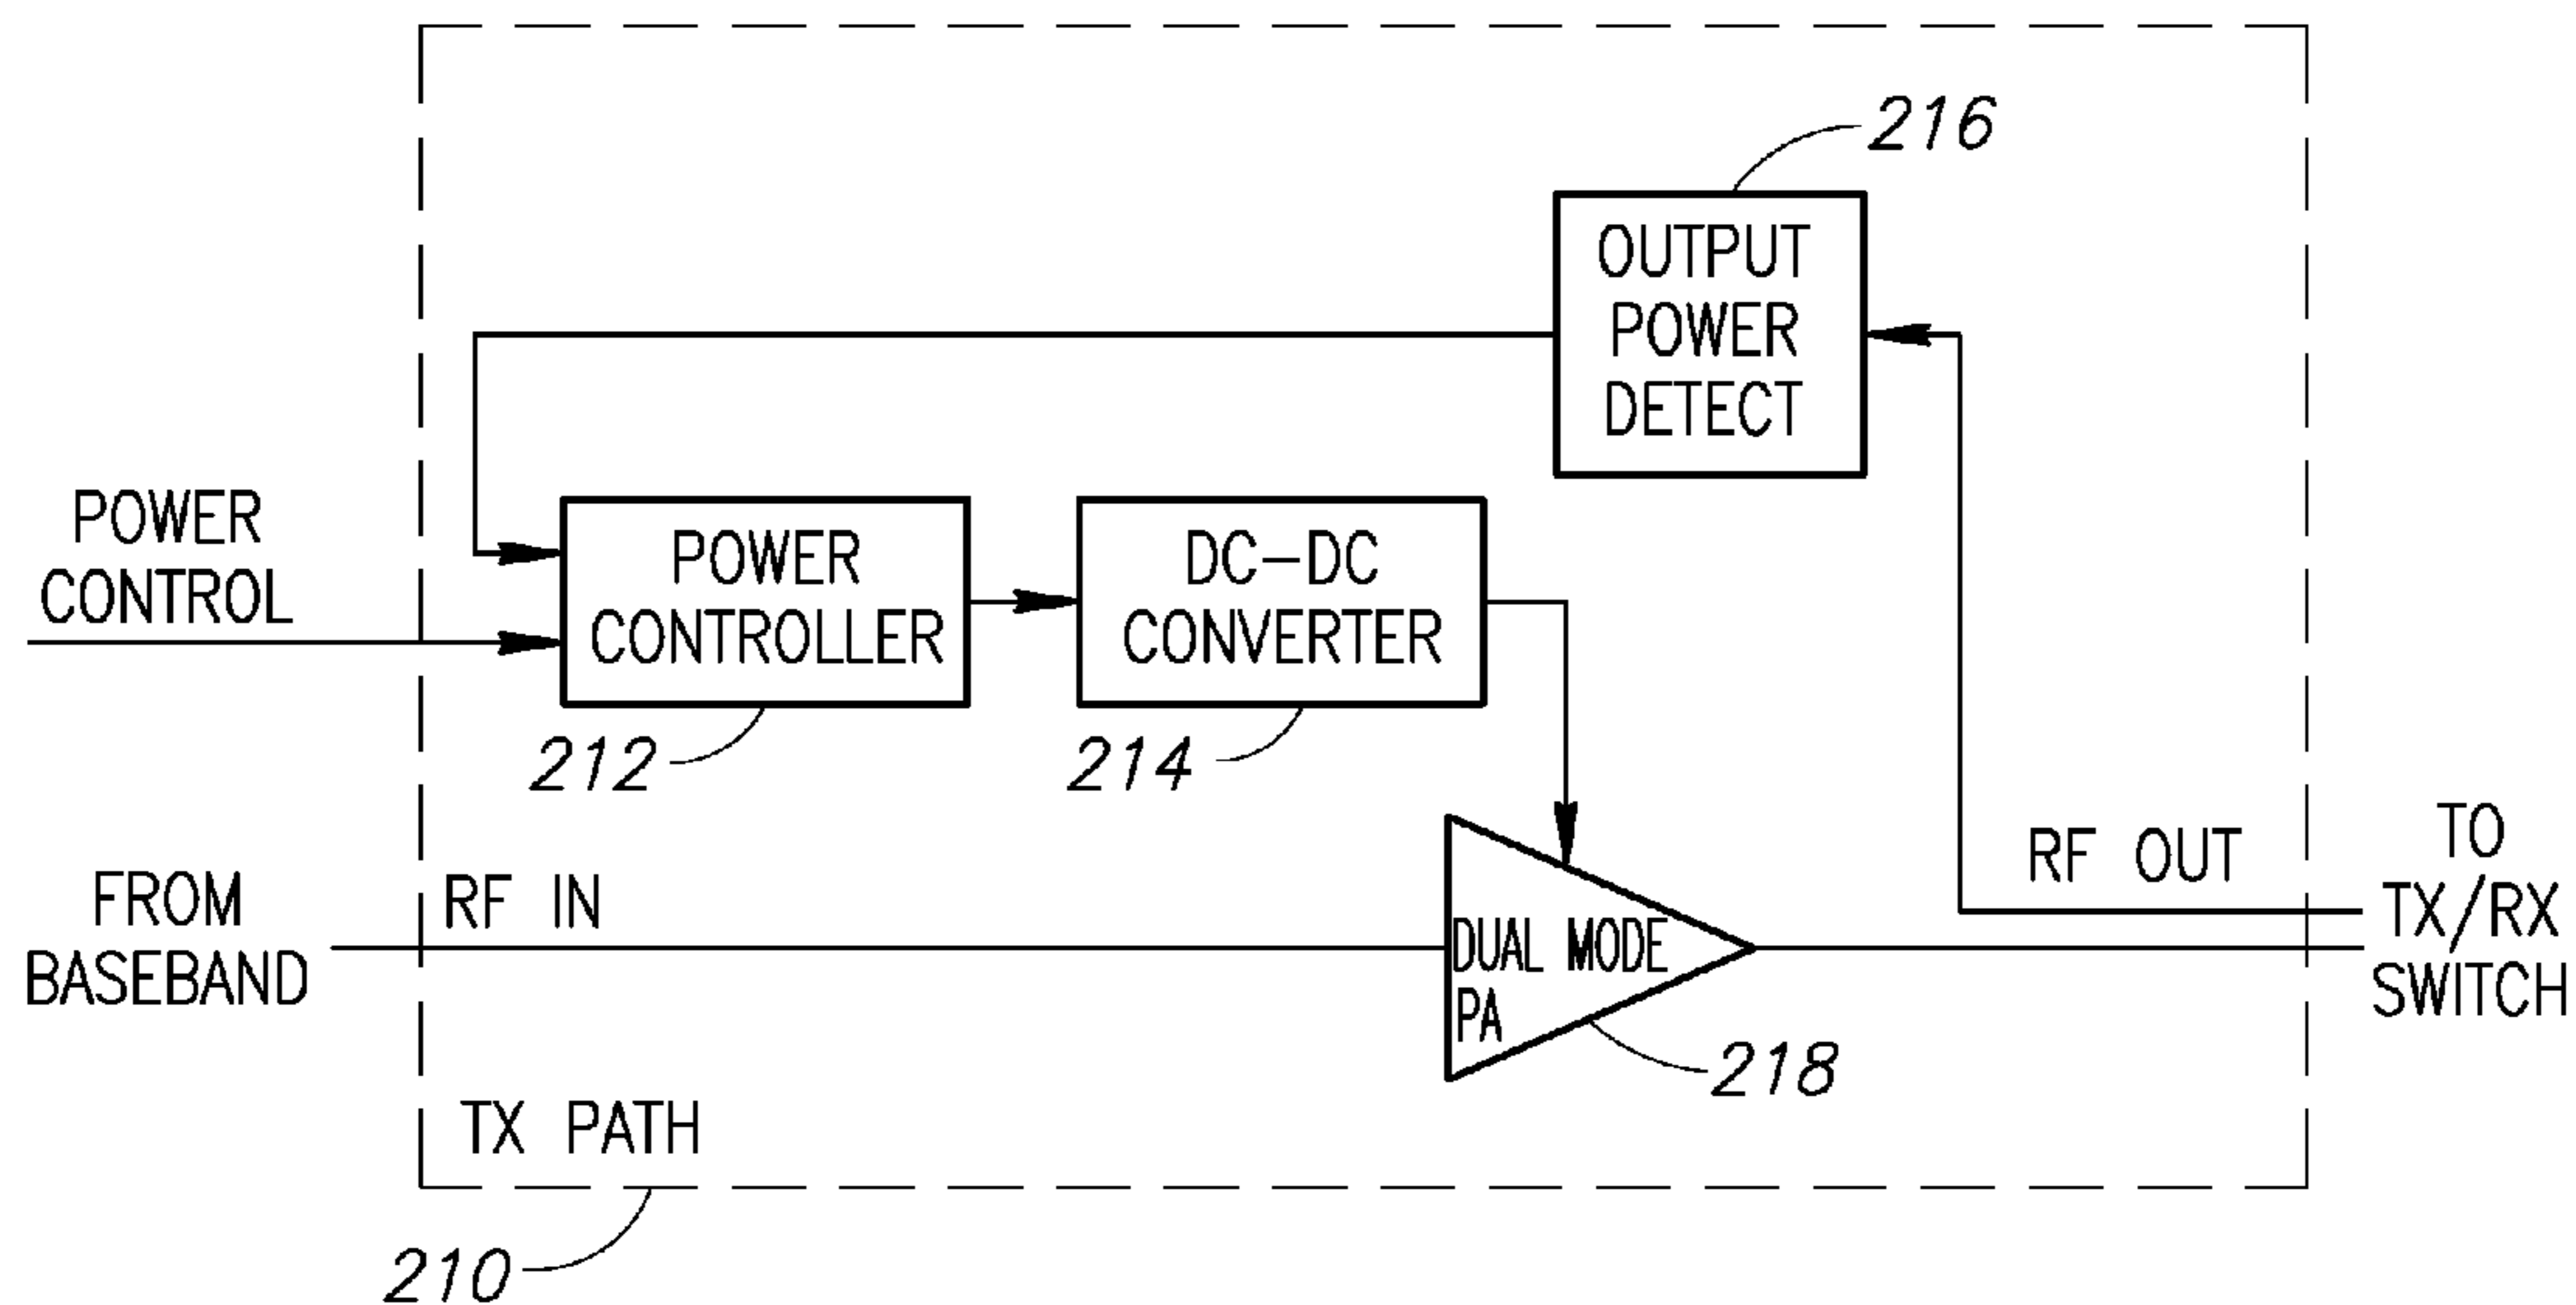 216
OUTPUT
POWER
DETECT
POWER
CONTROL
POWER
CONTROLLER
DC-DC
CONVERTER
212
214
FROM
BASEBAND
RF IN
DUAL MODE
PA
218
RF OUT
TO
TX/RX
SWITCH
TX PATH
210